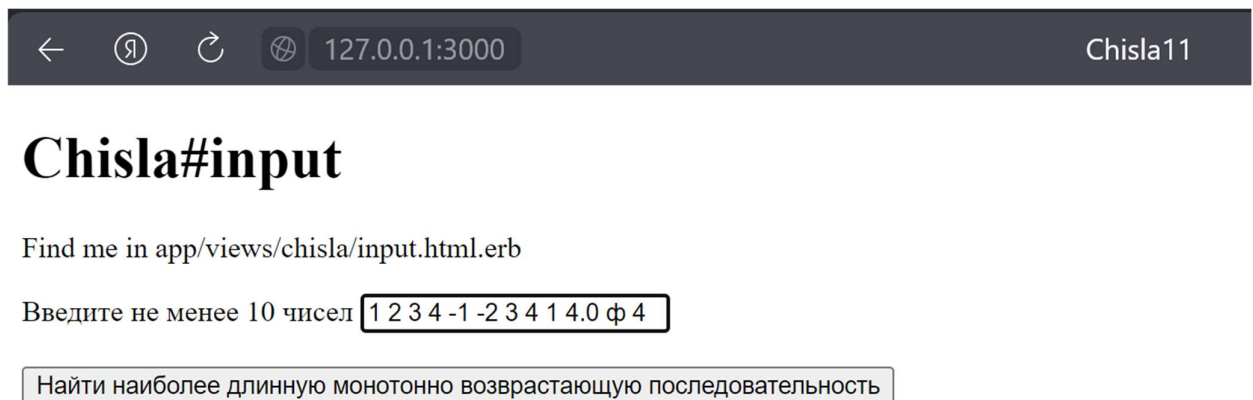 127.0.0.1:3000 Chisla11
Chisla#input
Find me in app/views/chisla/input.html.erb
Введите не менее 10 чисел 1 2 3 4 -1 -2 3 4 1 4.0 ф 4
Найти наиболее длинную монотонно возврастающую последовательность